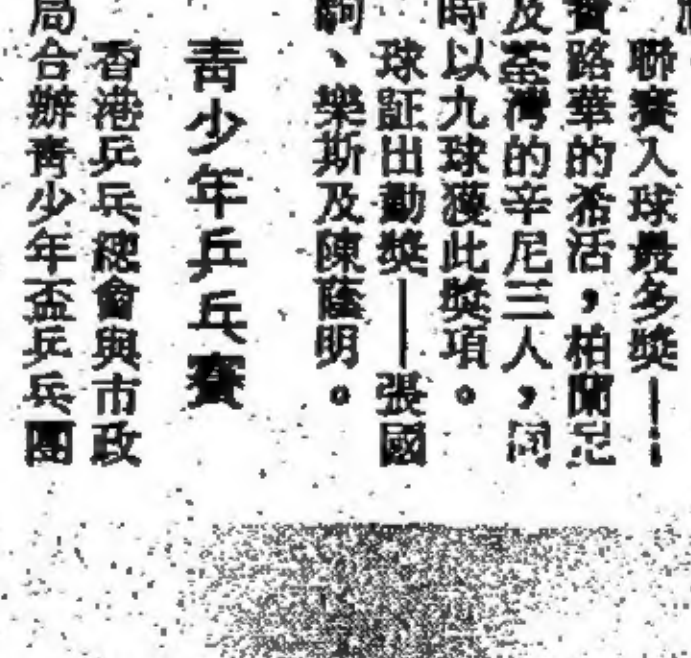 聯賽入球最多獎——
路華的希活,柏爾尼
及荃灣的辛尼三人,同
時以九球獲此獎項。
球証出勤獎——張國
駒、樂斯及陳蔭明。
青少年乒乓賽
香港乒乓總會與市政
局合辦青少年盃乒乓團